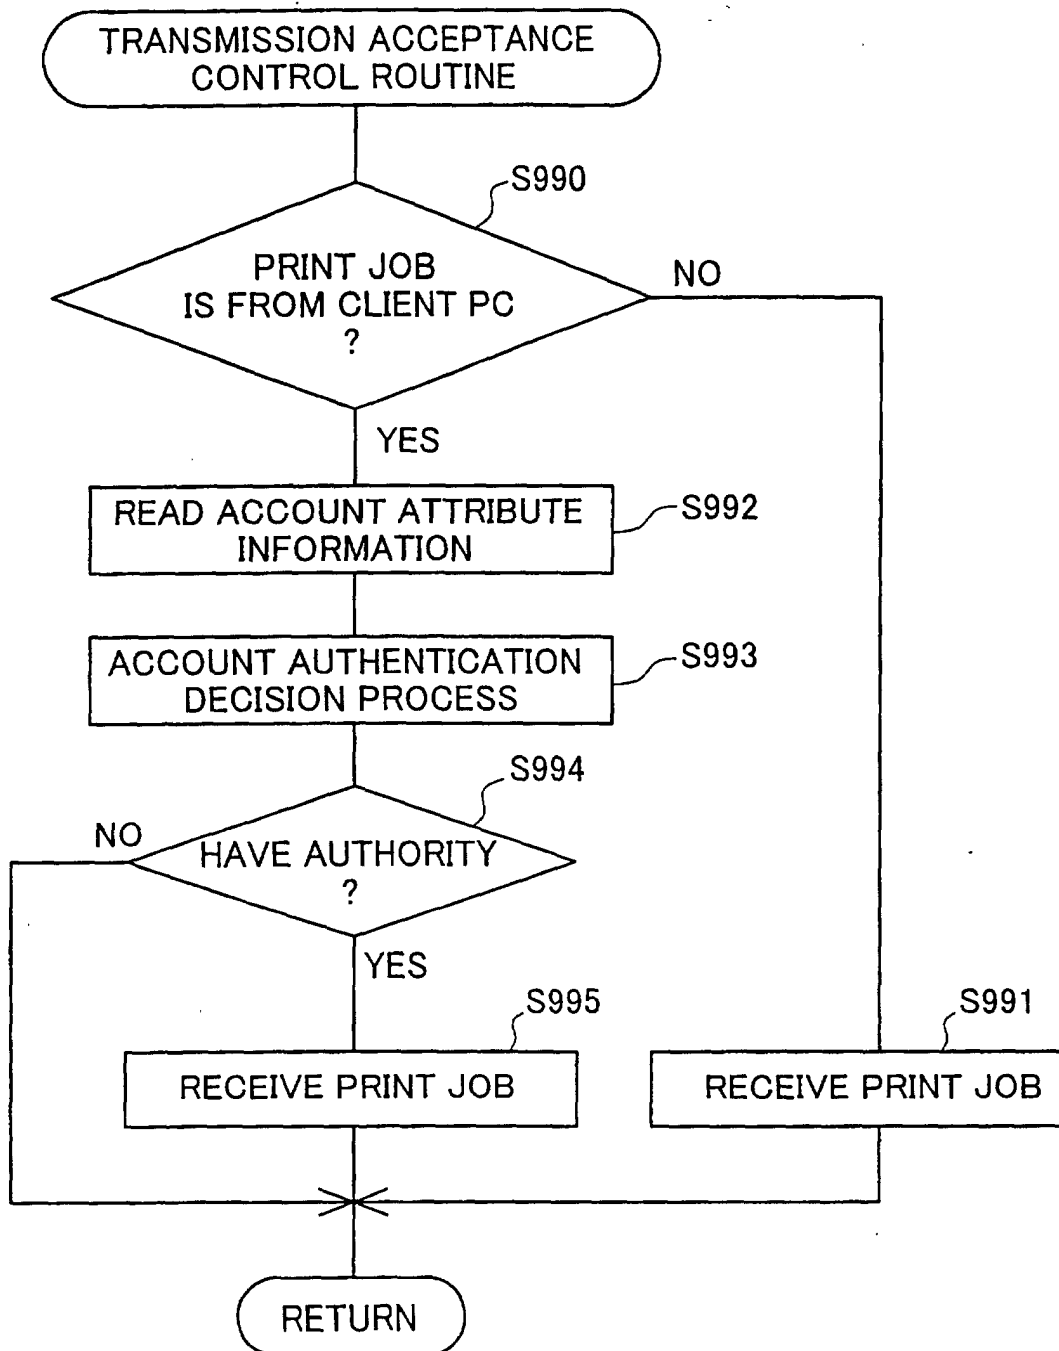 TRANSMISSION ACCEPTANCE
CONTROL ROUTINE
S990
PRINT JOB
IS FROM CLIENT PC
?
NO
YES
READ ACCOUNT ATTRIBUTE
INFORMATION
S992
ACCOUNT AUTHENTICATION
DECISION PROCESS
S993
S994
NO
HAVE AUTHORITY
?
YES
S995
S991
RECEIVE PRINT JOB
RECEIVE PRINT JOB
RETURN